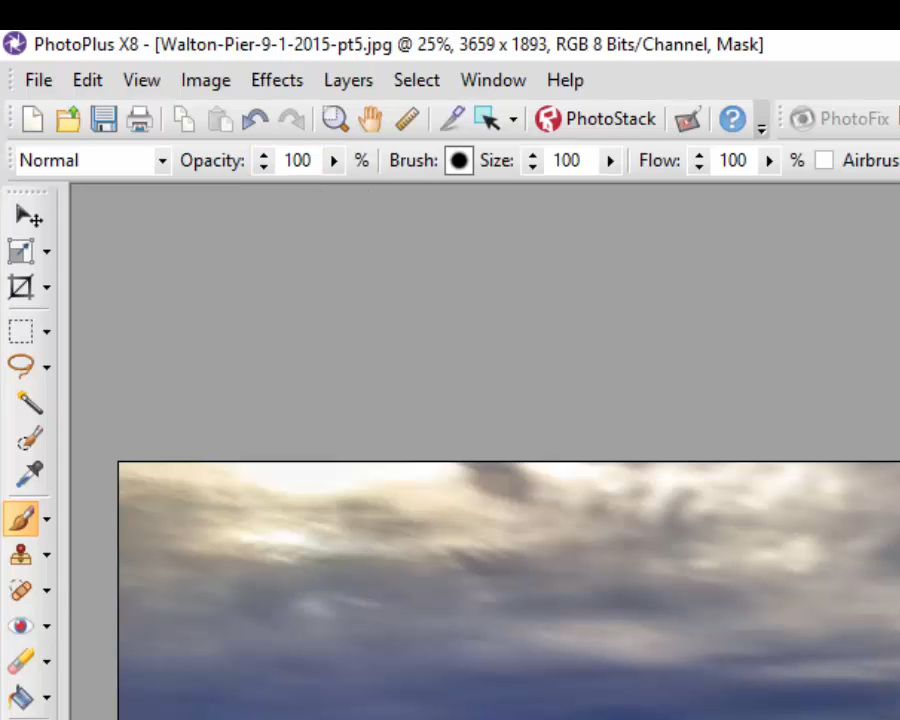 PhotoPlus X8 - [Walton-Pier-9-1-2015-pt5.jpg @ 25%, 3659 x 1893, RGB 8 Bits/Channel, Mask]
File Edit View Image Effects Layers Select Window Help
PhotoStack PhotoFix
Normal Opacity: 100 % Brush: Size: 100 Flow: 100 % Airbrus